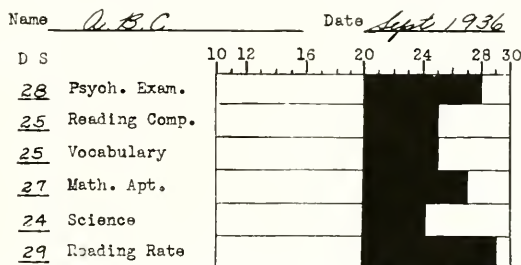 Name A. B. C. Date Sept. 1936
D S 10 12 16 20 24 28 30
28 Psych. Exam.
25 Reading Comp.
25 Vocabulary
27 Math. Apt.
24 Science
29 Reading Rate